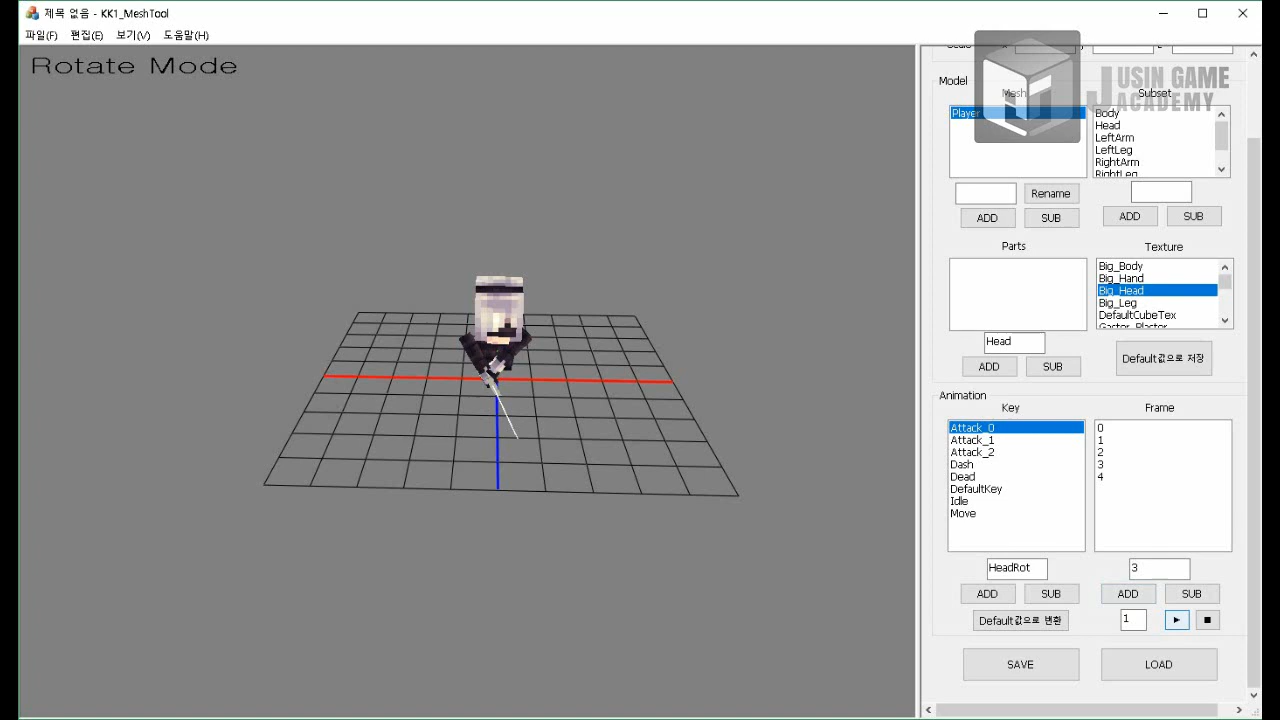 제목 없음 - KK1_MeshTool
파일(F) 편집(E) 보기(V) 도움말(H)
Rotate Mode
JUSIN GAME
ACADEMY
Model
Mesh
Subset
Player
Body
Head
LeftArm
LeftLeg
RightArm
RightLeg
Rename
ADD SUB
ADD SUB
Parts
Texture
Big_Body
Big_Hand
Big_Head
Big_Leg
DefaultCubeTex
Gaster_Blaster
Head
ADD SUB
Default값으로 저장
Animation
Key
Frame
Attack_0
Attack_1
Attack_2
Dash
Dead
DefaultKey
Idle
Move
0
1
2
3
4
HeadRot
3
ADD SUB
ADD SUB
Default값으로 변환
1
SAVE
LOAD